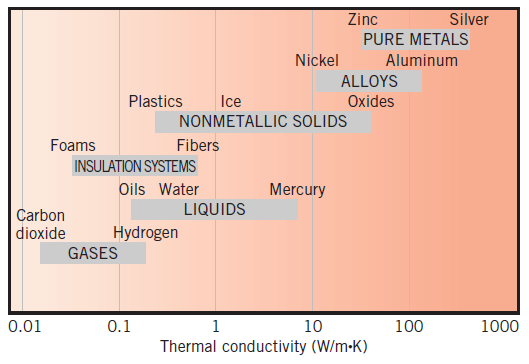 Zinc Silver
PURE METALS
Nickel Aluminum
ALLOYS
Plastics Ice Oxides
NONMETALLIC SOLIDS
Foams Fibers
INSULATION SYSTEMS
Oils Water Mercury
LIQUIDS
Carbon
dioxide Hydrogen
GASES
0.01 0.1 1 10 100 1000
Thermal conductivity (W/m•K)